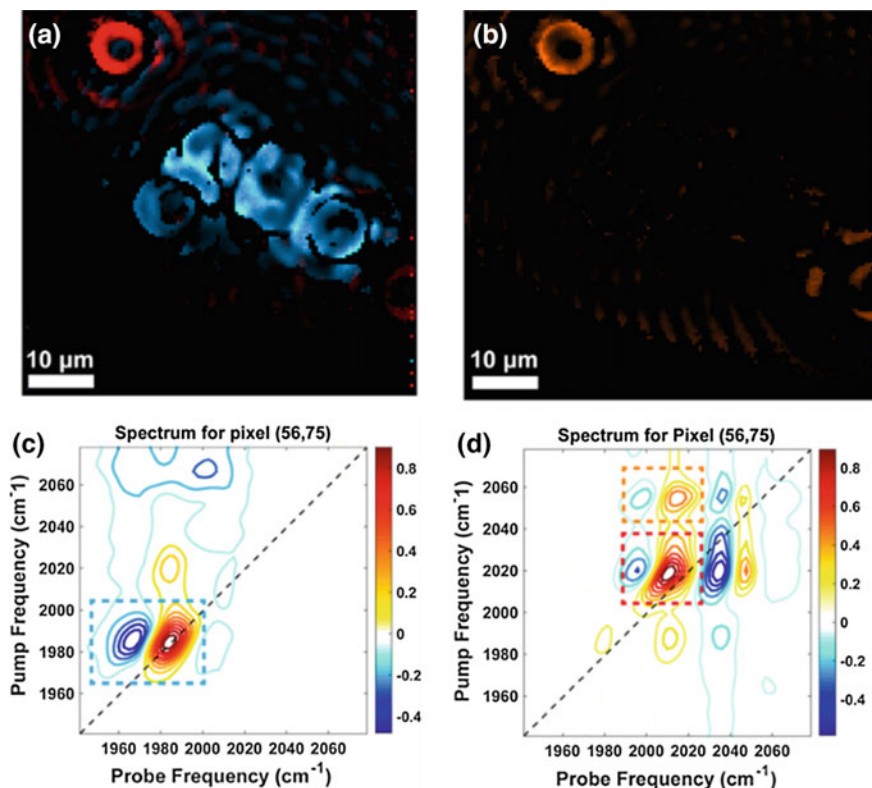 (a)
10 µm
(b)
10 µm
(c)
Spectrum for pixel (56,75)
Pump Frequency (cm-1)
2060
2040
2020
2000
1980
1960
1960 1980 2000 2020 2040 2060
Probe Frequency (cm-1)
0.8
0.6
0.4
0.2
0
-0.2
-0.4
(d)
Spectrum for Pixel (56,75)
Pump Frequency (cm-1)
2060
2040
2020
2000
1980
1960
1960 1980 2000 2020 2040 2060
Probe Frequency (cm-1)
0.8
0.6
0.4
0.2
0
-0.2
-0.4